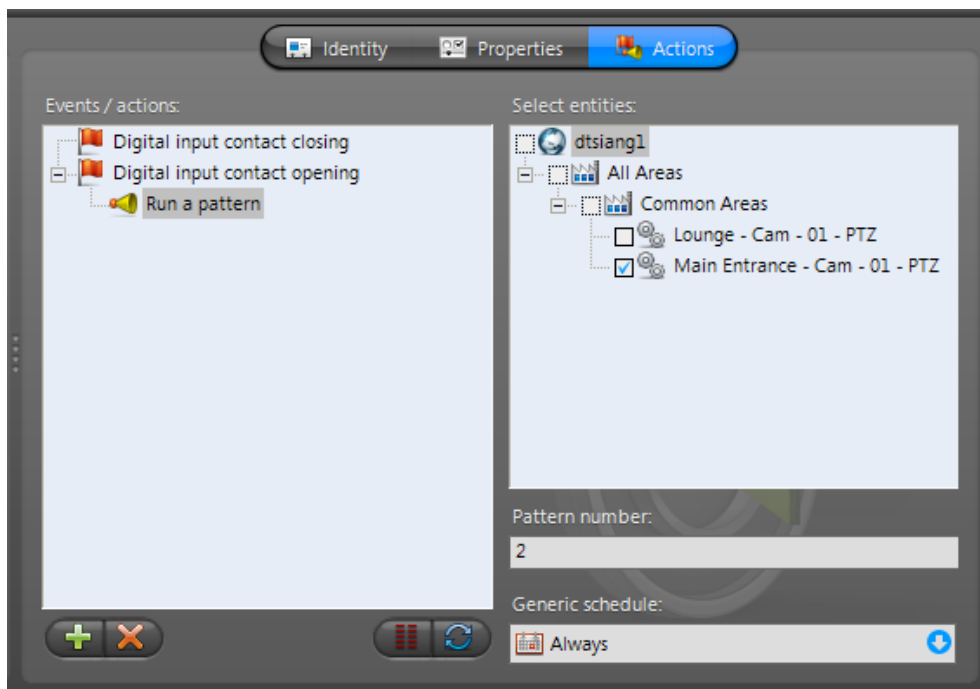 Identity
Properties
Actions
Events / actions:
Digital input contact closing
Digital input contact opening
Run a pattern
Select entities:
dtsiang1
All Areas
Common Areas
Lounge - Cam - 01 - PTZ
Main Entrance - Cam - 01 - PTZ
Pattern number:
2
Generic schedule:
Always